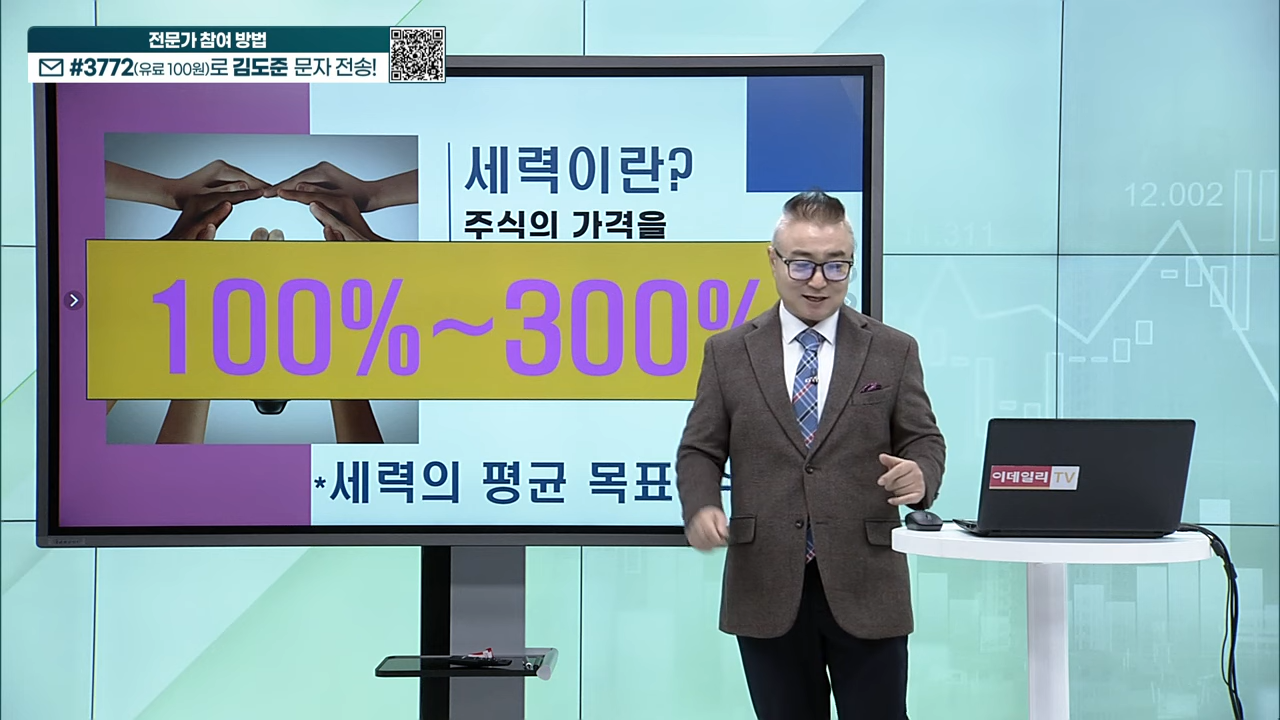 전문가 참여 방법
#3772(유료 100원)로 김도준 문자 전송!
세력이란?
주식의 가격을
100%~300%
*세력의 평균 목표
12.002
이데일리 TV